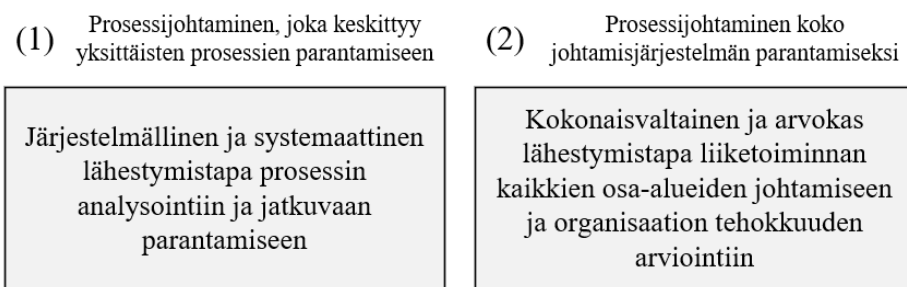 (1) Prosessijohtaminen, joka keskittyy
yksittäisten prosessien parantamiseen
(2) Prosessijohtaminen koko
johtamisjärjestelmän parantamiseksi
Järjestelmällinen ja systemaattinen
lähestymistapa prosessin
analysointiin ja jatkuvaan
parantamiseen
Kokonaisvaltainen ja arvokas
lähestymistapa liiketoiminnan
kaikkien osa-alueiden johtamiseen
ja organisaation tehokkuuden
arviointiin